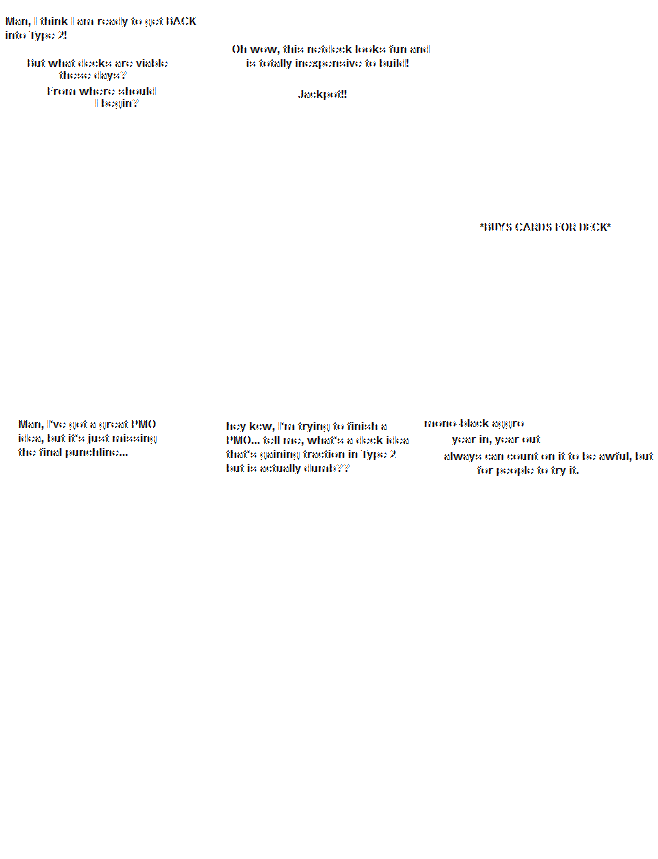 Man, I think I am ready to get BACK
into Type 2!
But what decks are viable
these days?
From where should
I begin?
Oh wow, this netdeck looks fun and
is totally inexpensive to build!
Jackpot!!
*BUYS CARDS FOR DECK*
Man, I've got a great PMO
idea, but it's just missing
the final punchline...
hey kew, I'm trying to finish a
PMO... tell me, what's a deck idea
that's gaining traction in Type 2
but is actually durdb??
mono-black aggro
year in, year out
always can count on it to be awful, but
for people to try it.